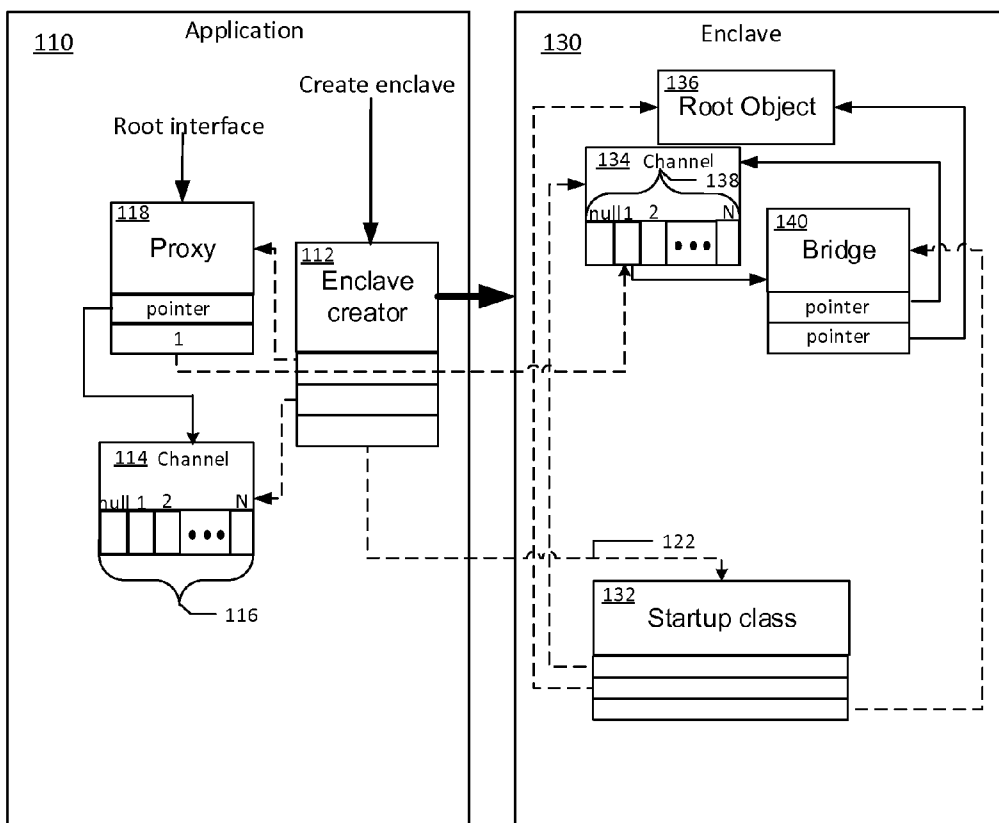 110
Application
Create enclave
Root interface
118
Proxy
pointer
1
112
Enclave
creator
114 Channel
null 1 2 ••• N
116
130
Enclave
136
Root Object
134 Channel
138
null 1 2 ••• N
140
Bridge
pointer
pointer
122
132
Startup class